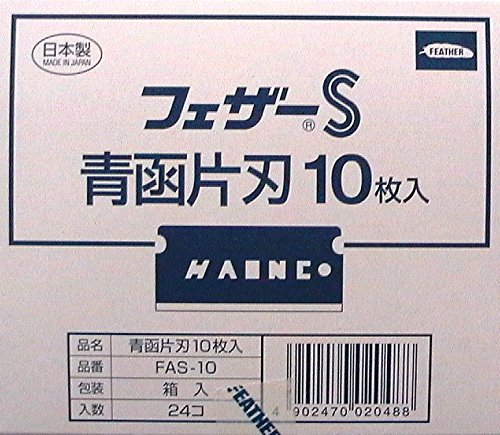 日本製
MADE IN JAPAN
FEATHER
フェザーS
®
青函片刃10枚入
HAONC
品名 青函片刃10枚入
品番 FAS-10
包装 箱入
入数 24コ
FEATHER
4 902470 020488